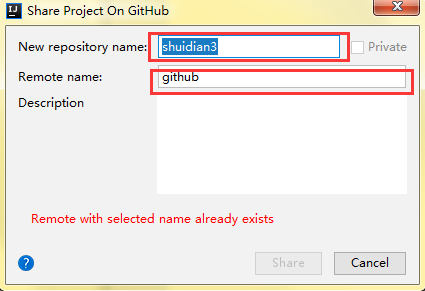 IJ Share Project On GitHub
New repository name: shuidian3 Private
Remote name: github
Description
Remote with selected name already exists
? Share Cancel